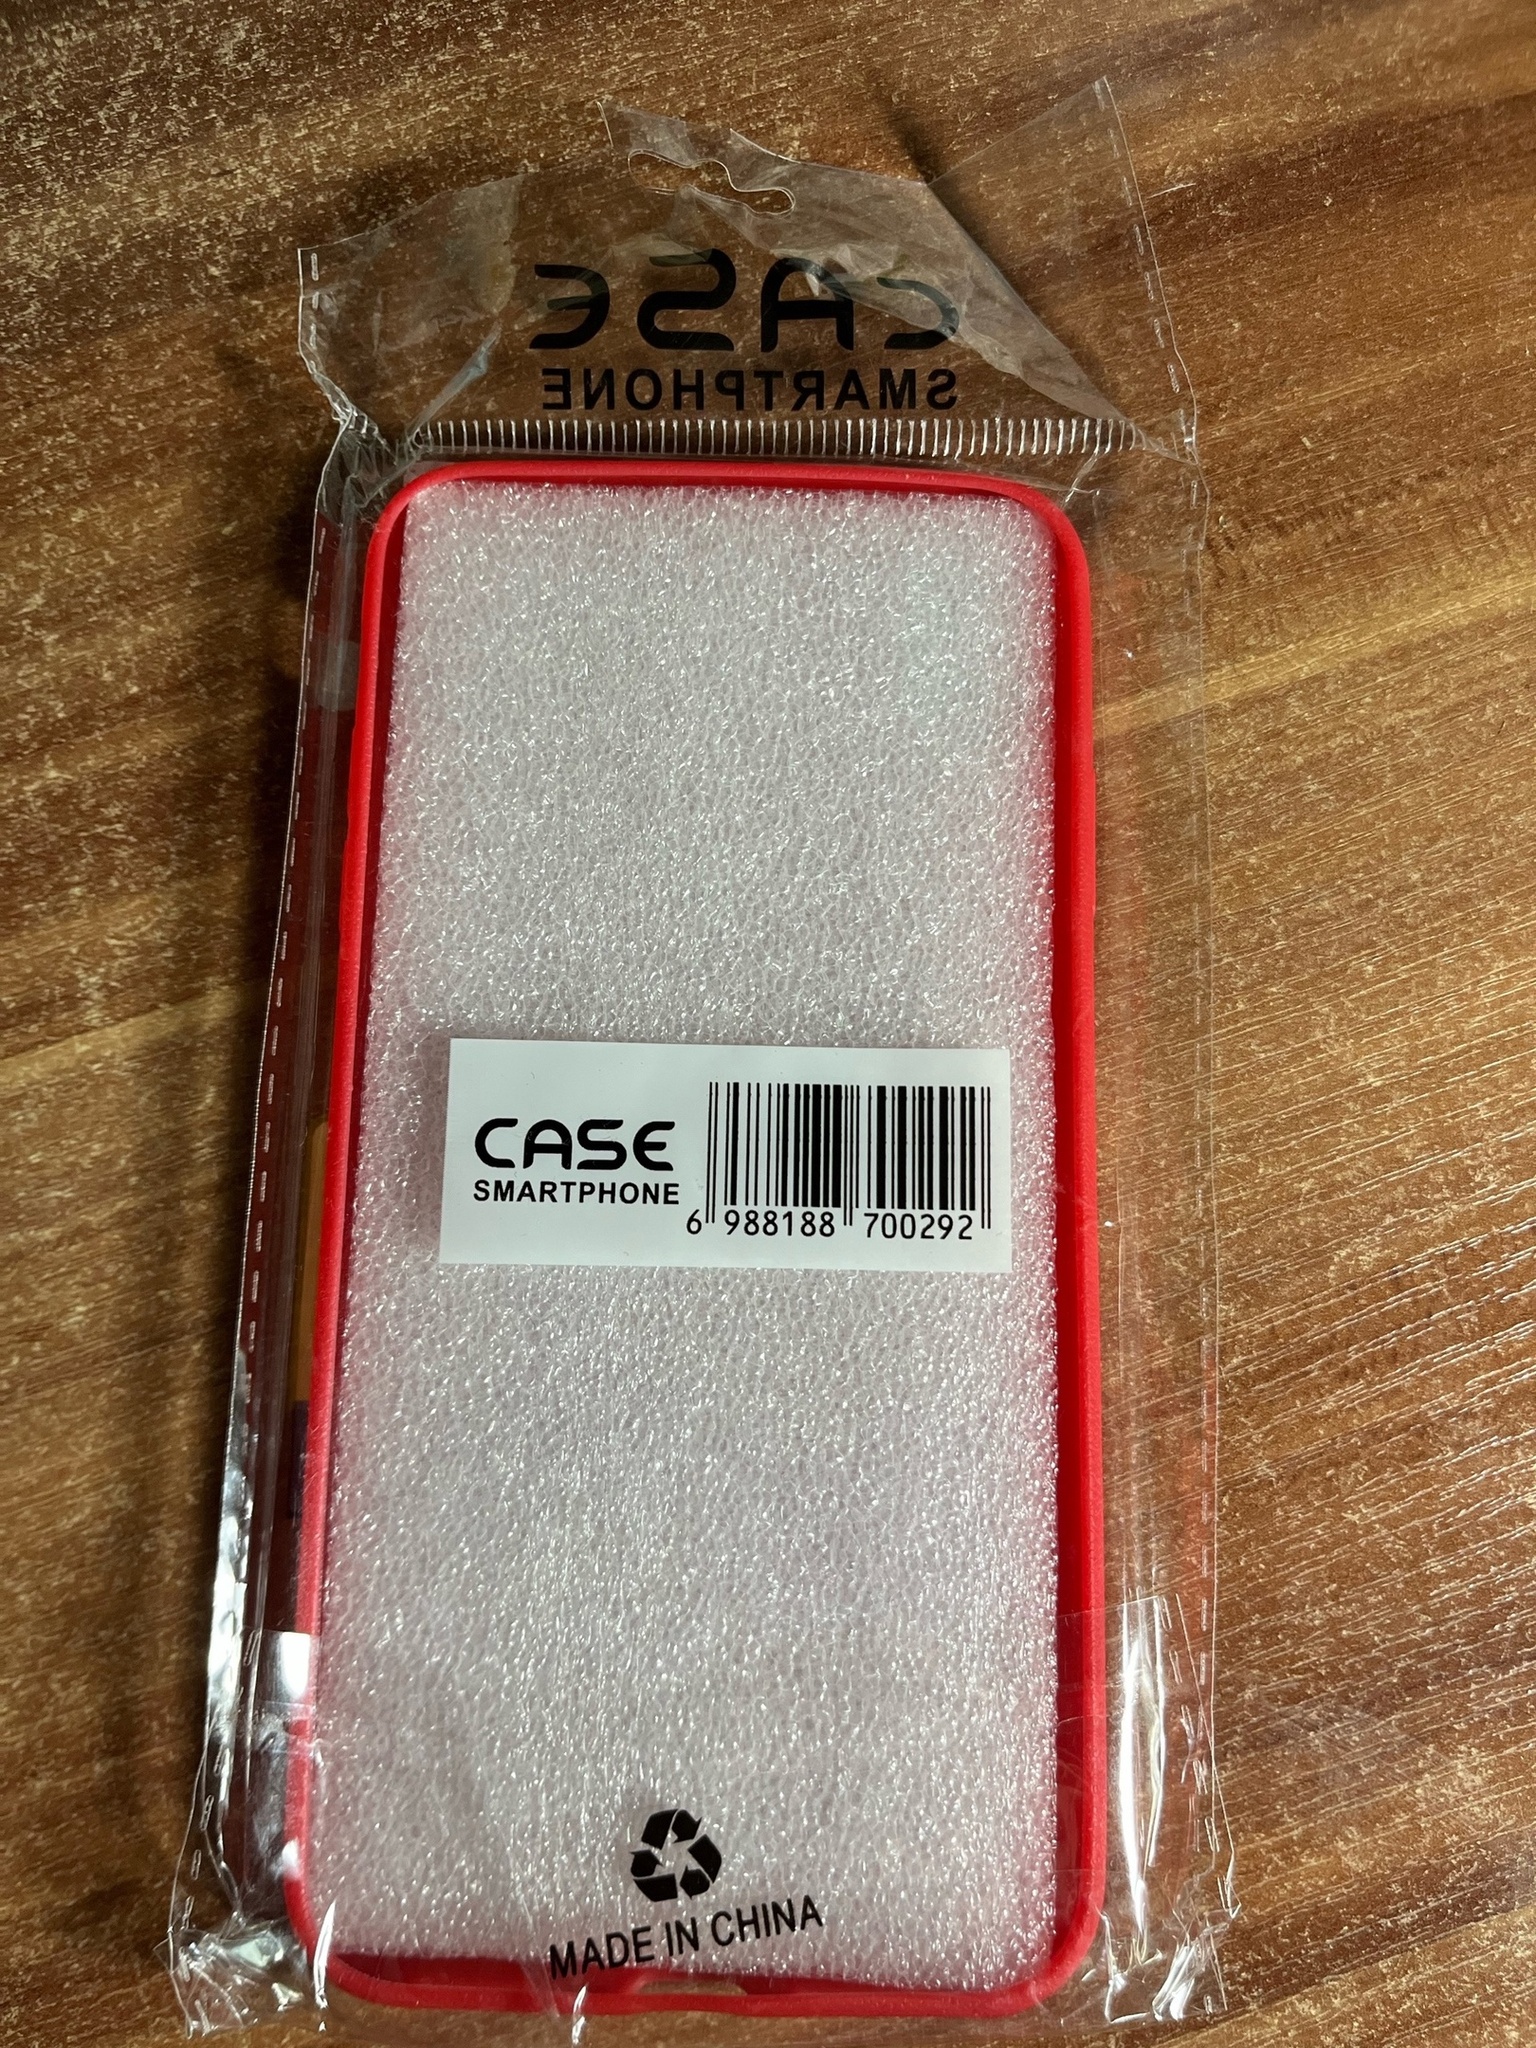 CASE
SMARTPHONE
CASE
SMARTPHONE
6 988188 700292
MADE IN CHINA